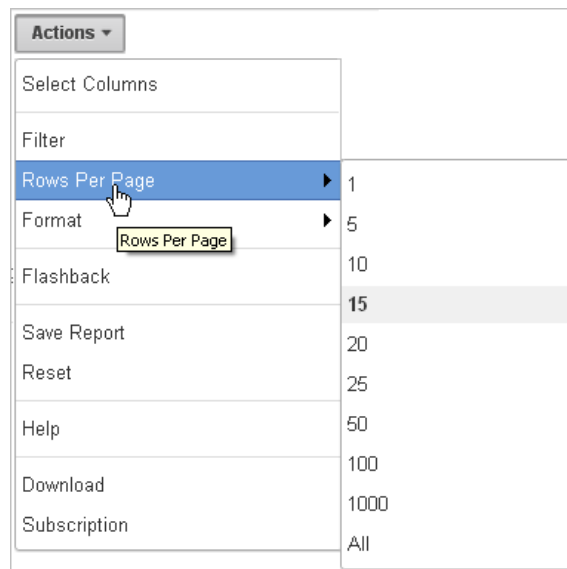 Actions
Select Columns
Filter
Rows Per Page
Format
Rows Per Page
Flashback
Save Report
Reset
Help
Download
Subscription
1
5
10
15
20
25
50
100
1000
All